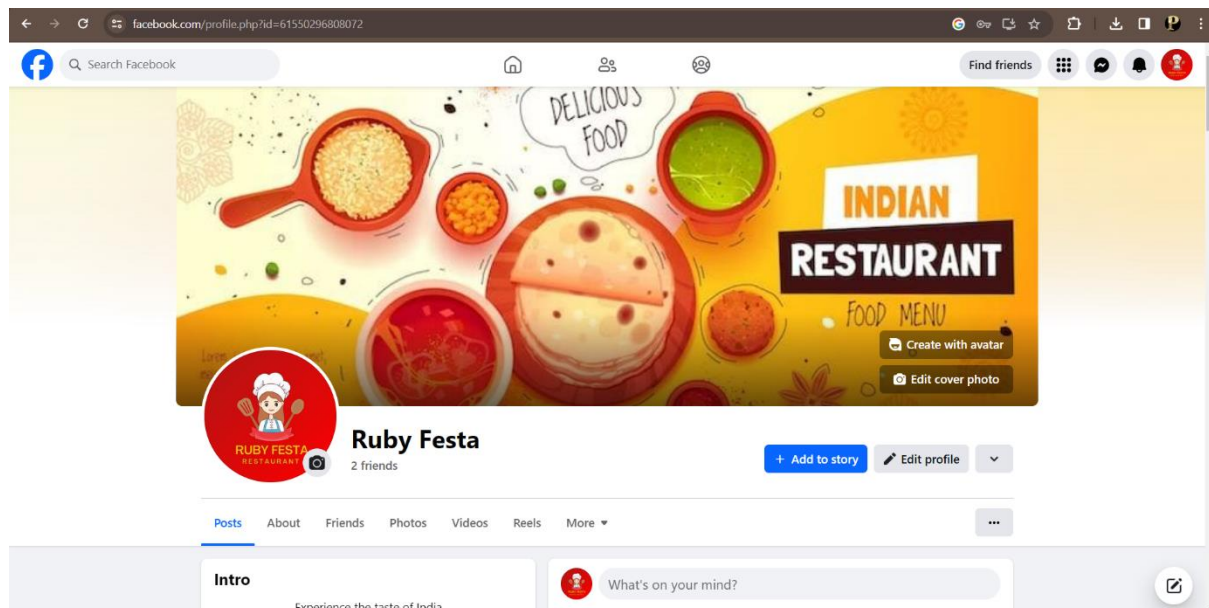 facebook.com/profile.php?id=61550296808072
Search Facebook
Find friends
DELICIOUS
FOOD
INDIAN
RESTAURANT
FOOD MENU
Create with avatar
Edit cover photo
RUBY FESTA
RESTAURANT
Ruby Festa
2 friends
+ Add to story
Edit profile
Posts About Friends Photos Videos Reels More
Intro
What's on your mind?
Experience the taste of India